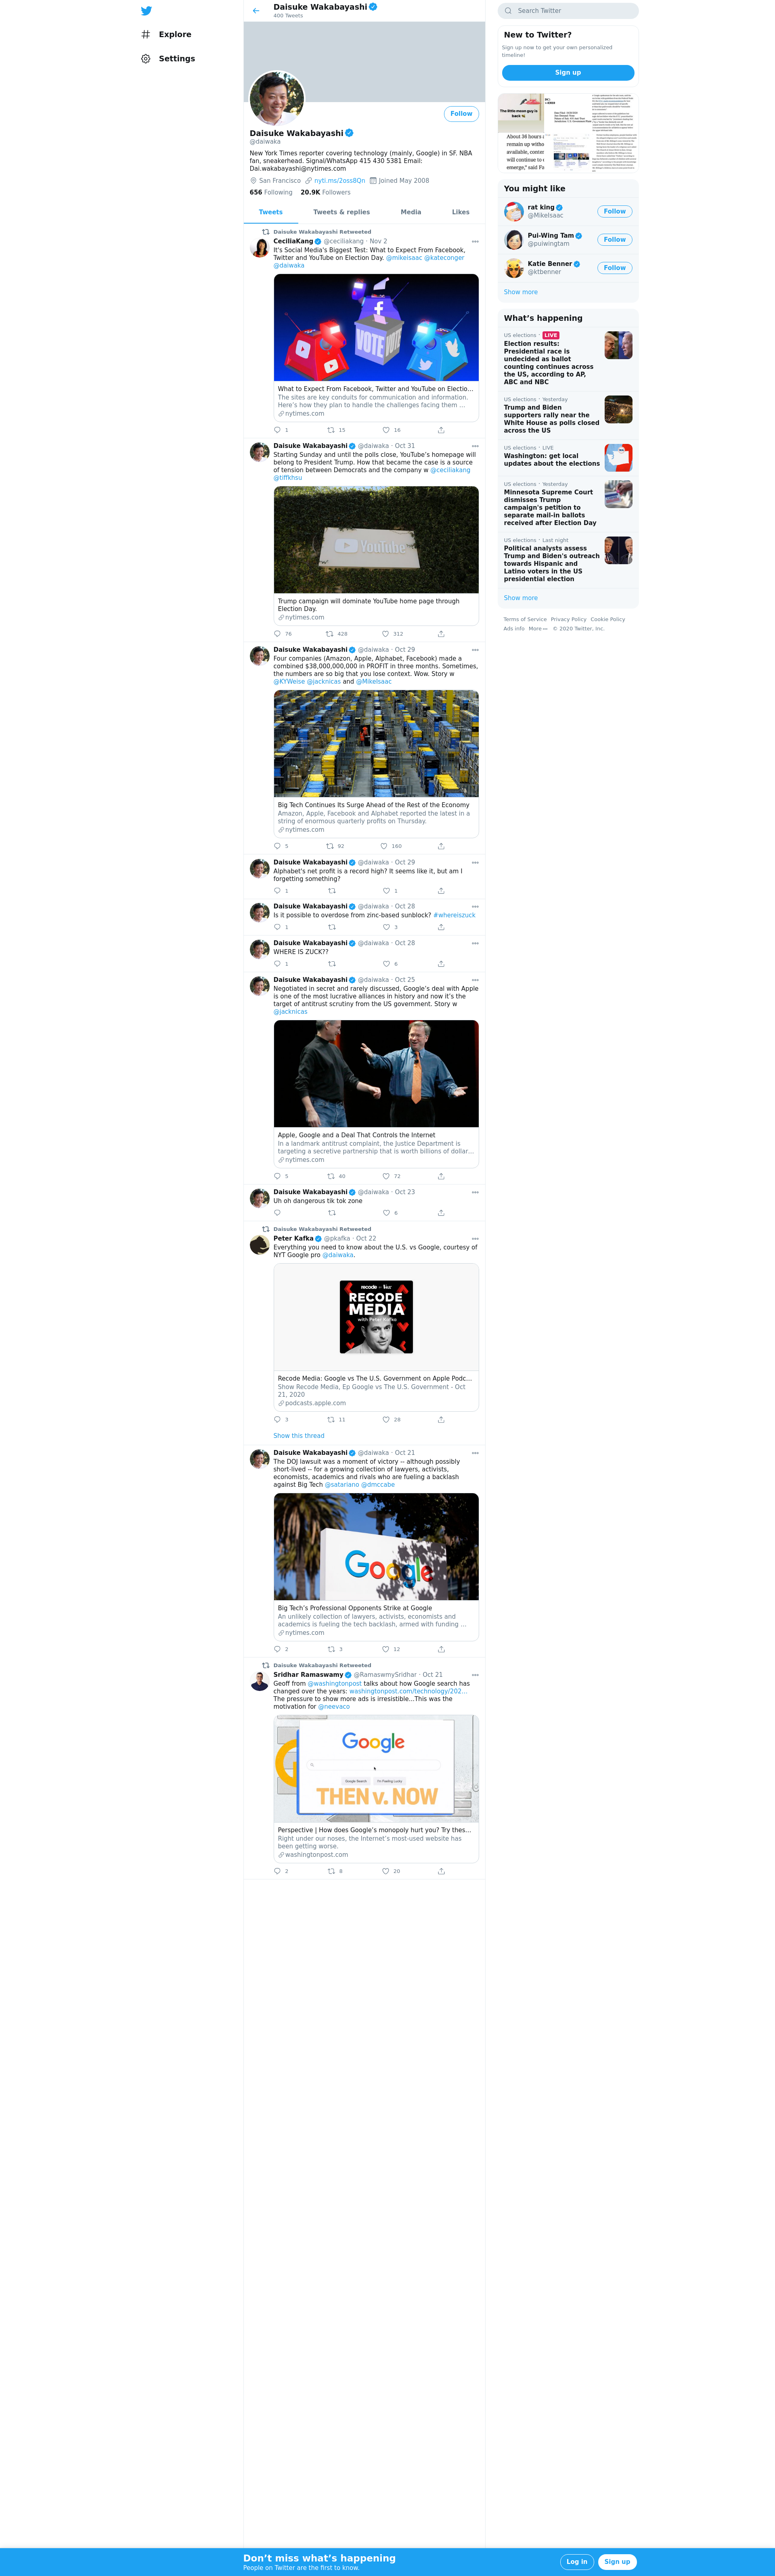 Explore
Settings
Daisuke Wakabayashi
400 Tweets
Follow
Daisuke Wakabayashi
@daiwaka
New York Times reporter covering technology (mainly, Google) in SF. NBA
fan, sneakerhead. Signal/WhatsApp 415 430 5381 Email:
Dai.wakabayashi@nytimes.com
San Francisco nyti.ms/2oss8Qn Joined May 2008
656 Following 20.9K Followers
Tweets Tweets & replies Media Likes
Daisuke Wakabayashi Retweeted
CeciliaKang @ceciliakang · Nov 2
It's Social Media's Biggest Test: What to Expect From Facebook,
Twitter and YouTube on Election Day. @mikeisaac @kateconger
@daiwaka
VOTE
What to Expect From Facebook, Twitter and YouTube on Electio...
The sites are key conduits for communication and information.
Here's how they plan to handle the challenges facing them ...
nytimes.com
1 15 16
Daisuke Wakabayashi @daiwaka · Oct 31
Starting Sunday and until the polls close, YouTube's homepage will
belong to President Trump. How that became the case is a source
of tension between Democrats and the company w @ceciliakang
@tiffkhsu
YouTube
Trump campaign will dominate YouTube home page through
Election Day.
nytimes.com
76 428 312
Daisuke Wakabayashi @daiwaka · Oct 29
Four companies (Amazon, Apple, Alphabet, Facebook) made a
combined $38,000,000,000 in PROFIT in three months. Sometimes,
the numbers are so big that you lose context. Wow. Story w
@KYWeise @jacknicas and @MikeIsaac
Big Tech Continues Its Surge Ahead of the Rest of the Economy
Amazon, Apple, Facebook and Alphabet reported the latest in a
string of enormous quarterly profits on Thursday.
nytimes.com
5 92 160
Daisuke Wakabayashi @daiwaka · Oct 29
Alphabet's net profit is a record high? It seems like it, but am I
forgetting something?
1 1
Daisuke Wakabayashi @daiwaka · Oct 28
Is it possible to overdose from zinc-based sunblock? #whereiszuck
1 3
Daisuke Wakabayashi @daiwaka · Oct 28
WHERE IS ZUCK??
1 6
Daisuke Wakabayashi @daiwaka · Oct 25
Negotiated in secret and rarely discussed, Google's deal with Apple
is one of the most lucrative alliances in history and now it's the
target of antitrust scrutiny from the US government. Story w
@jacknicas
Apple, Google and a Deal That Controls the Internet
In a landmark antitrust complaint, the Justice Department is
targeting a secretive partnership that is worth billions of dollar...
nytimes.com
5 40 72
Daisuke Wakabayashi @daiwaka · Oct 23
Uh oh dangerous tik tok zone
6
Daisuke Wakabayashi Retweeted
Peter Kafka @pkafka · Oct 22
Everything you need to know about the U.S. vs Google, courtesy of
NYT Google pro @daiwaka.
recode by Vox
RECODE
MEDIA
with Peter Kafka
Recode Media: Google vs The U.S. Government on Apple Podc...
Show Recode Media, Ep Google vs The U.S. Government - Oct
21, 2020
podcasts.apple.com
3 11 28
Show this thread
Daisuke Wakabayashi @daiwaka · Oct 21
The DOJ lawsuit was a moment of victory -- although possibly
short-lived -- for a growing collection of lawyers, activists,
economists, academics and rivals who are fueling a backlash
against Big Tech @satariano @dmccabe
Google
Big Tech's Professional Opponents Strike at Google
An unlikely collection of lawyers, activists, economists and
academics is fueling the tech backlash, armed with funding ...
nytimes.com
2 3 12
Daisuke Wakabayashi Retweeted
Sridhar Ramaswamy @RamaswmySridhar · Oct 21
Geoff from @washingtonpost talks about how Google search has
changed over the years: washingtonpost.com/technology/202...
The pressure to show more ads is irresistible...This was the
motivation for @neevaco
Google
Google Search I'm Feeling Lucky
THEN v. NOW
Perspective | How does Google's monopoly hurt you? Try thes...
Right under our noses, the Internet's most-used website has
been getting worse.
washingtonpost.com
2 8 20
Search Twitter
New to Twitter?
Sign up now to get your own personalized
timeline!
Sign up
The little moon guy is
back
About 36 hours
remain up witho
available, conter
will continue to
emerge," said Fa
You might like
rat king
@MikeIsaac
Follow
Pui-Wing Tam
@puiwingtam
Follow
Katie Benner
@ktbenner
Follow
Show more
What's happening
US elections · LIVE
Election results:
Presidential race is
undecided as ballot
counting continues across
the US, according to AP,
ABC and NBC
US elections · Yesterday
Trump and Biden
supporters rally near the
White House as polls closed
across the US
US elections · LIVE
Washington: get local
updates about the elections
US elections · Yesterday
Minnesota Supreme Court
dismisses Trump
campaign's petition to
separate mail-in ballots
received after Election Day
US elections · Last night
Political analysts assess
Trump and Biden's outreach
towards Hispanic and
Latino voters in the US
presidential election
Show more
Terms of Service Privacy Policy Cookie Policy
Ads info More © 2020 Twitter, Inc.
Don't miss what's happening
People on Twitter are the first to know.
Log in Sign up